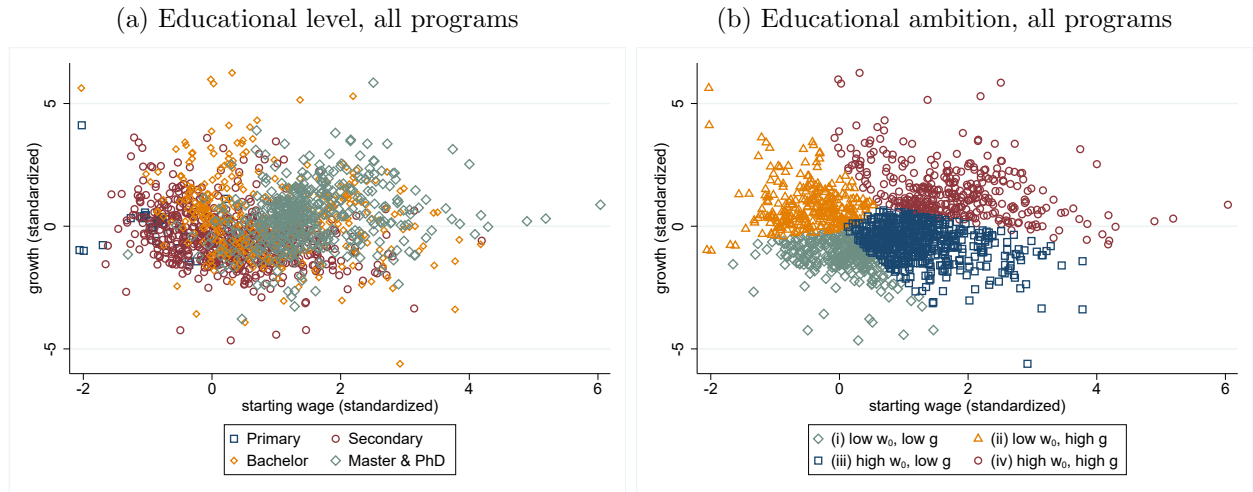 (a) Educational level, all programs
5
0
-5
growth (standardized)
-2 0 2 4 6
starting wage (standardized)
Primary Secondary
Bachelor Master & PhD
(b) Educational ambition, all programs
5
0
-5
growth (standardized)
-2 0 2 4 6
starting wage (standardized)
(i) low w₀, low g (ii) low w₀, high g
(iii) high w₀, low g (iv) high w₀, high g